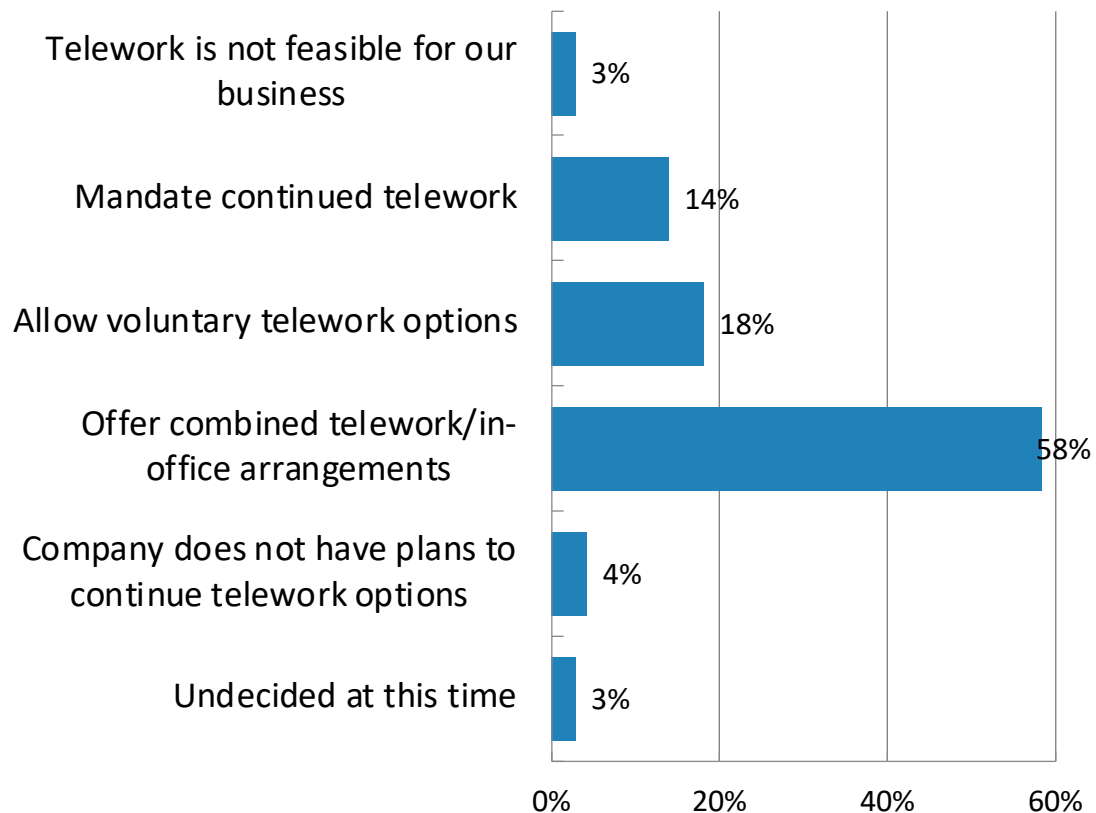 Telework is not feasible for our
business
3%
Mandate continued telework
14%
Allow voluntary telework options
18%
Offer combined telework/in-
office arrangements
58%
Company does not have plans to
continue telework options
4%
Undecided at this time
3%
0% 20% 40% 60%